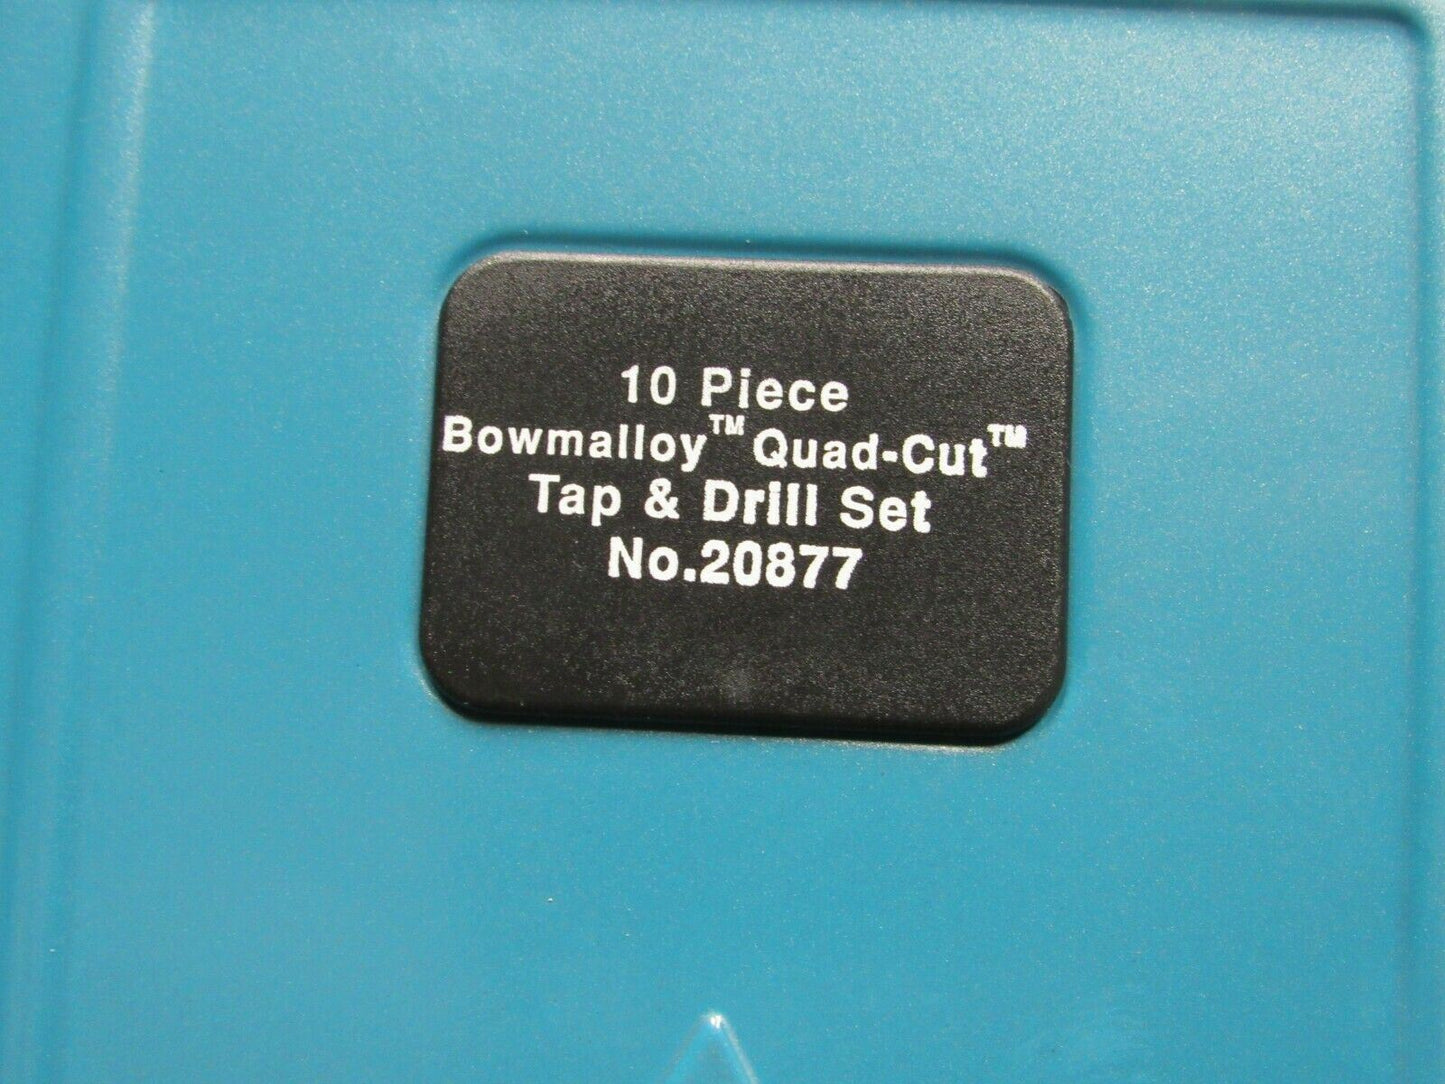 10 Piece
Bowmalloy™ Quad-Cut™
Tap & Drill Set
No.20877